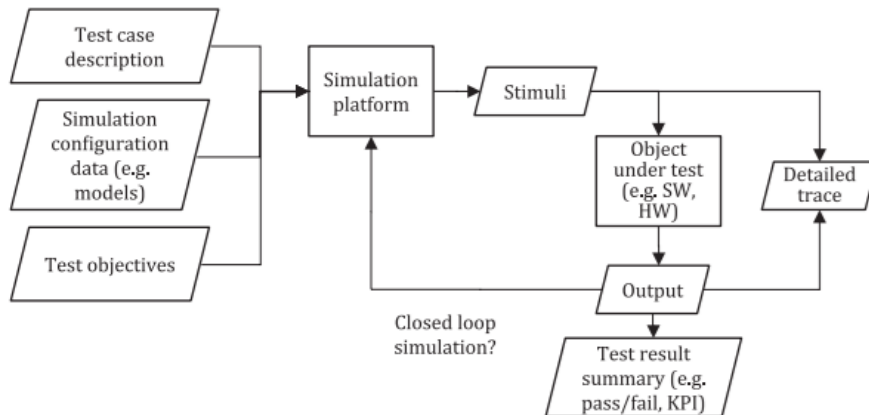 Test case
description
Simulation
platform
Stimuli
Simulation
configuration
data (e.g.
models)
Object
under test
(e.g. SW,
HW)
Detailed
trace
Test objectives
Output
Closed loop
simulation?
Test result
summary (e.g.
pass/fail, KPI)